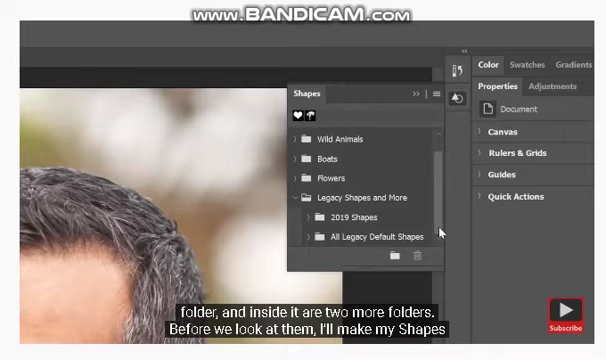 www.BANDICAM.com
Color Swatches Gradients
Shapes
Properties Adjustments
Document
Wild Animals
Canvas
Boats
Rulers & Grids
Flowers
Guides
Legacy Shapes and More
Quick Actions
2019 Shapes
All Legacy Default Shapes
folder, and inside it are two more folders.
Before we look at them, I'll make my Shapes
Subscribe